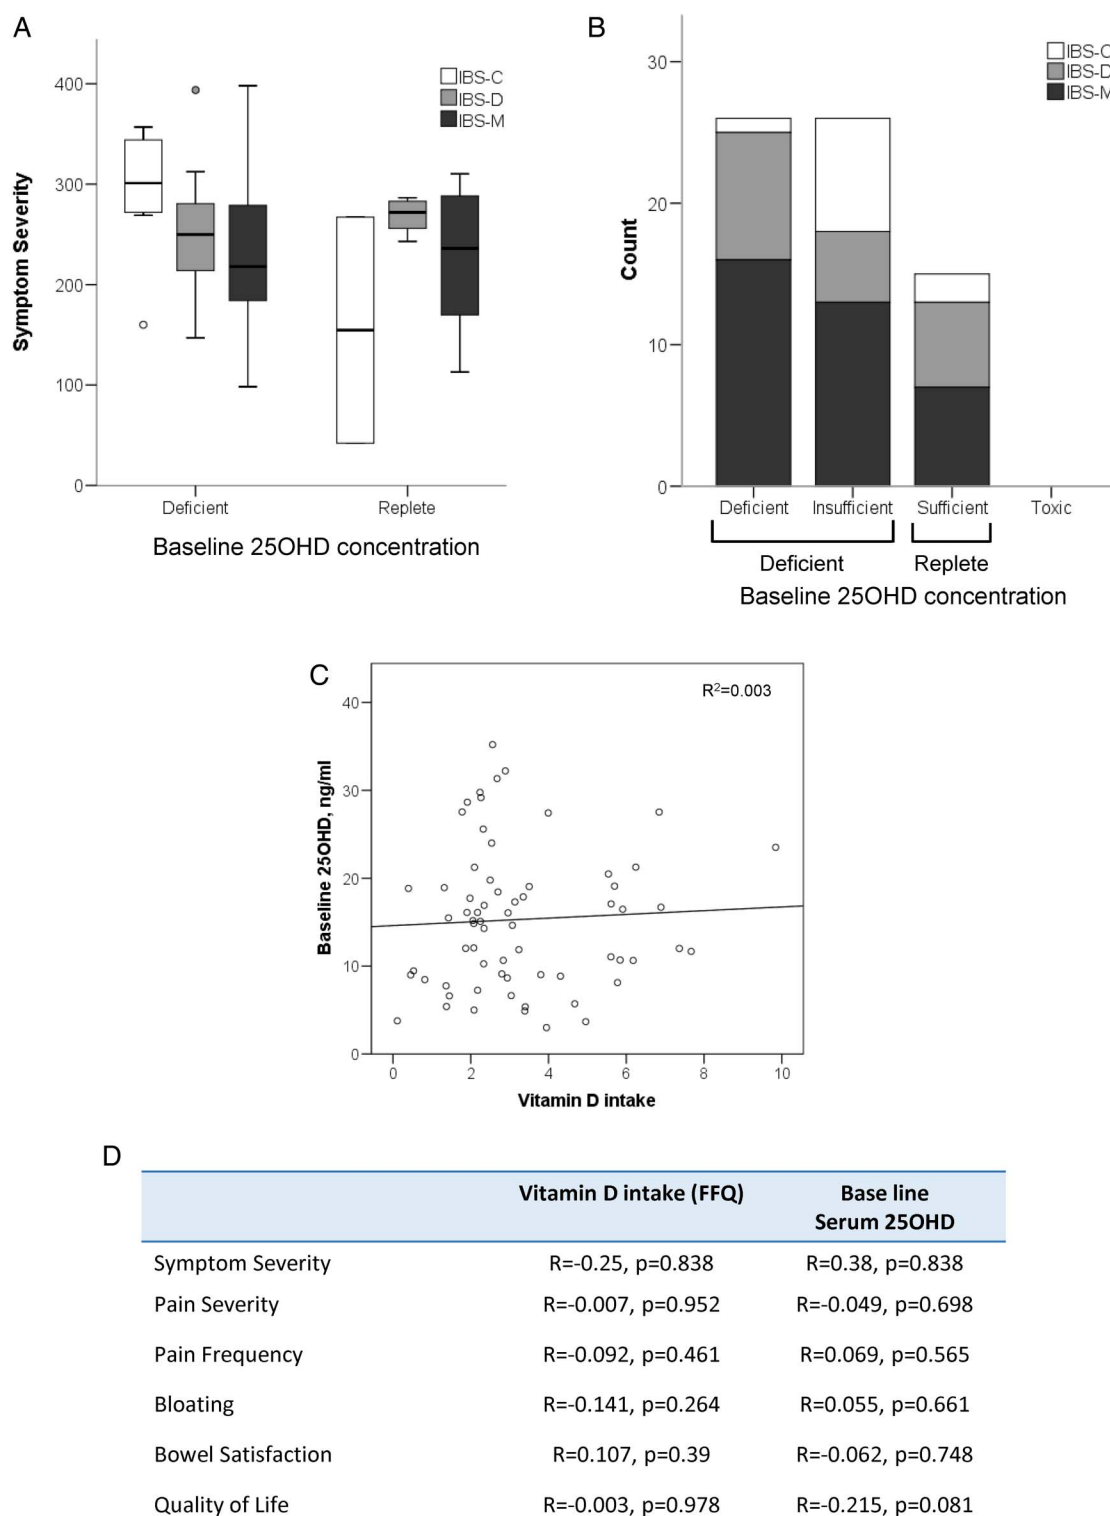 A
400
300
200
100
0
Symptom Severity
IBS-C
IBS-D
IBS-M
Deficient Replete
Baseline 25OHD concentration
B
30
20
10
0
Count
IBS-C
IBS-D
IBS-M
Deficient Insufficient Sufficient Toxic
Deficient Replete
Baseline 25OHD concentration
C
R²=0.003
40
30
20
10
0
Baseline 25OHD, ng/ml
0 2 4 6 8 10
Vitamin D intake
D
Vitamin D intake (FFQ) Base line
Serum 25OHD
Symptom Severity R=-0.25, p=0.838 R=0.38, p=0.838
Pain Severity R=-0.007, p=0.952 R=-0.049, p=0.698
Pain Frequency R=-0.092, p=0.461 R=0.069, p=0.565
Bloating R=-0.141, p=0.264 R=0.055, p=0.661
Bowel Satisfaction R=0.107, p=0.39 R=-0.062, p=0.748
Quality of Life R=-0.003, p=0.978 R=-0.215, p=0.081